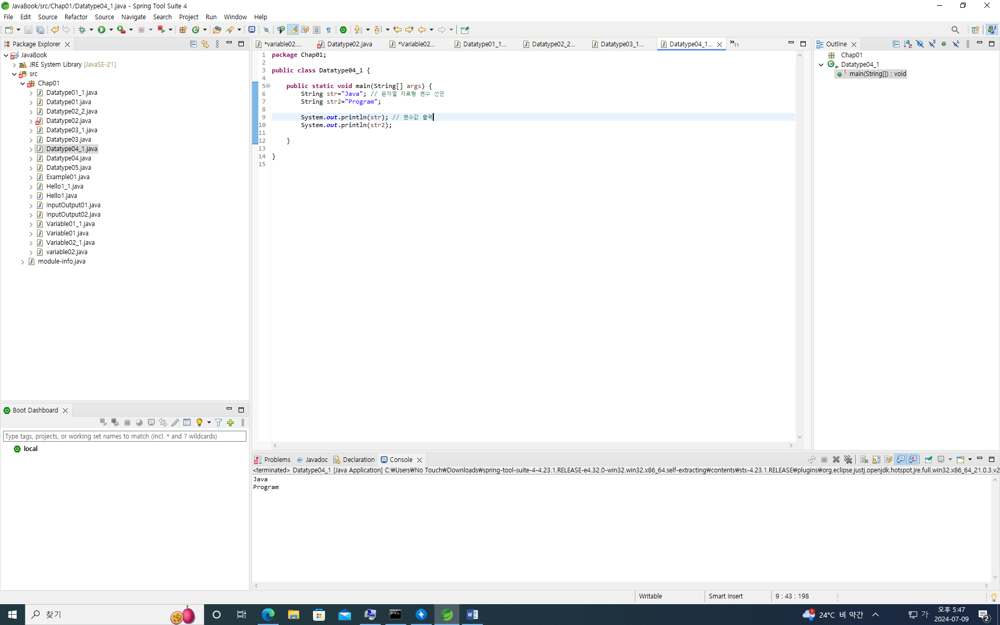 JavaBook/src/Chap01/Datatype04_1.java - Spring Tool Suite 4
File Edit Source Refactor Source Navigate Search Project Run Window Help
Package Explorer
JavaBook
JRE System Library [JavaSE-21]
src
Chap01
Datatype01_1.java
Datatype01.java
Datatype02_2.java
Datatype02.java
Datatype03_1.java
Datatype03.java
Datatype04_1.java
Datatype04.java
Datatype05.java
Example01.java
Hello1_1.java
Hello1.java
InputOutput01.java
InputOutput02.java
Variable01_1.java
Variable01.java
Variable02_1.java
variable02.java
module-info.java
*variable02.... Datatype02.java *Variable02... Datatype01_1... Datatype02_2... Datatype03_1... Datatype04_1... »11
1 package Chap01;
2
3 public class Datatype04_1 {
4
5 public static void main(String[] args) {
6 String str="Java"; // 문자열 자료형 변수 선언
7 String str2="Program";
8
9 System.out.println(str); // 변수값 출력
10 System.out.println(str2);
11
12 }
13
14 }
15
Outline
Chap01
Datatype04_1
S
main(String[]) : void
Boot Dashboard
Type tags, projects, or working set names to match (incl. * and ? wildcards)
local
Problems @ Javadoc Declaration Console
<terminated> Datatype04_1 [Java Application] C:₩Users₩No Touch₩Downloads₩spring-tool-suite-4-4.23.1.RELEASE-e4.32.0-win32.win32.x86_64.self-extracting₩contents₩sts-4.23.1.RELEASE₩plugins₩org.eclipse.justj.openjdk.hotspot.jre.full.win32.x86_64_21.0.3.v2
Java
Program
Writable Smart Insert 9 : 43 : 198
찾기
1 24°C 비 약간 가 오후 5:47
2024-07-09 2